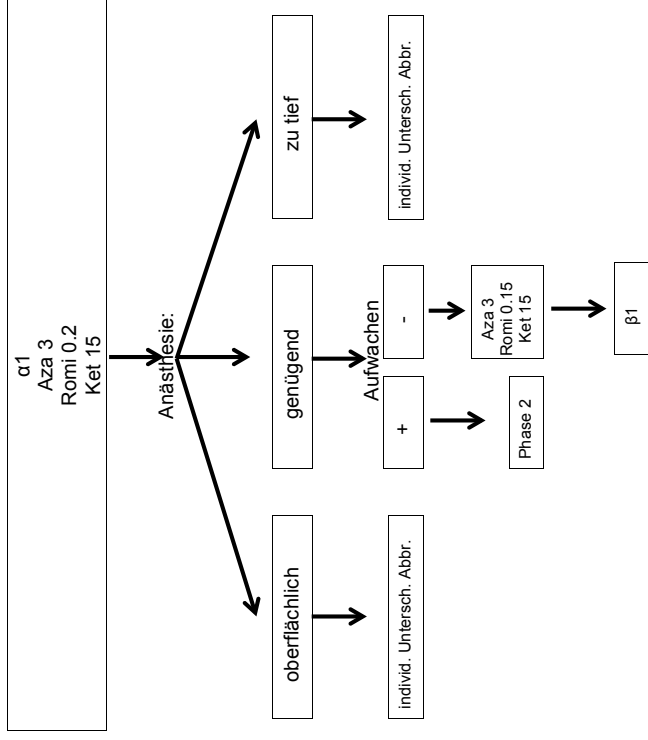 α1
Aza 3
Romi 0.2
Ket 15
Anästhesie:
oberflächlich
genügend
zu tief
individ. Untersch. Abbr.
Aufwachen
individ. Untersch. Abbr.
+
-
Phase 2
Aza 3
Romi 0.15
Ket 15
β1